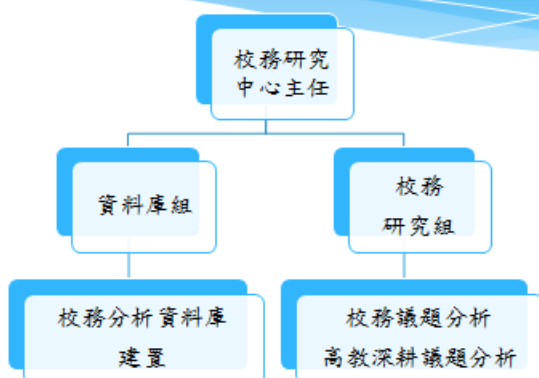 校務研究
中心主任
資料庫組
校務
研究組
校務分析資料庫
建置
校務議題分析
高教深耕議題分析